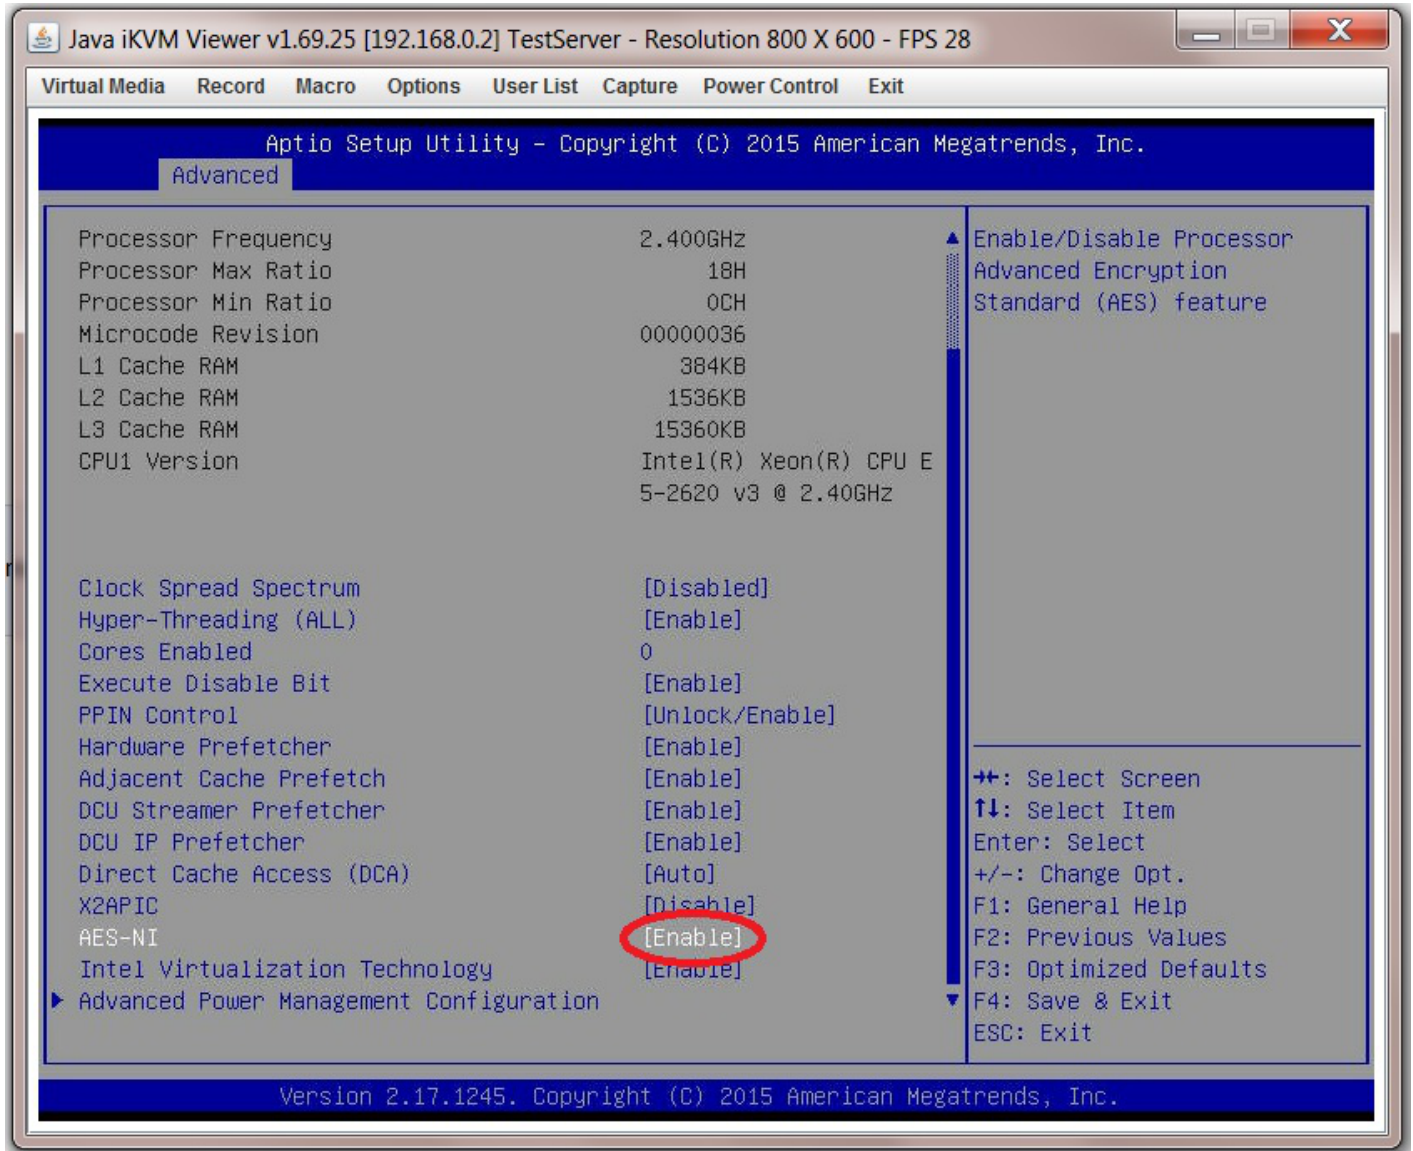 Java iKVM Viewer v1.69.25 [192.168.0.2] TestServer - Resolution 800 X 600 - FPS 28
Virtual Media Record Macro Options User List Capture Power Control Exit
Aptio Setup Utility - Copyright (C) 2015 American Megatrends, Inc.
Advanced
Processor Frequency 2.400GHz
Processor Max Ratio 18H
Processor Min Ratio 0CH
Microcode Revision 00000036
L1 Cache RAM 384KB
L2 Cache RAM 1536KB
L3 Cache RAM 15360KB
CPU1 Version Intel(R) Xeon(R) CPU E
5-2620 v3 @ 2.40GHz
Clock Spread Spectrum [Disabled]
Hyper-Threading (ALL) [Enable]
Cores Enabled 0
Execute Disable Bit [Enable]
PPIN Control [Unlock/Enable]
Hardware Prefetcher [Enable]
Adjacent Cache Prefetch [Enable]
DCU Streamer Prefetcher [Enable]
DCU IP Prefetcher [Enable]
Direct Cache Access (DCA) [Auto]
X2APIC [Disable]
AES-NI [Enable]
Intel Virtualization Technology [Enable]
Advanced Power Management Configuration
Enable/Disable Processor
Advanced Encryption
Standard (AES) feature
→←: Select Screen
↑↓: Select Item
Enter: Select
+/-: Change Opt.
F1: General Help
F2: Previous Values
F3: Optimized Defaults
F4: Save & Exit
ESC: Exit
Version 2.17.1245. Copyright (C) 2015 American Megatrends, Inc.